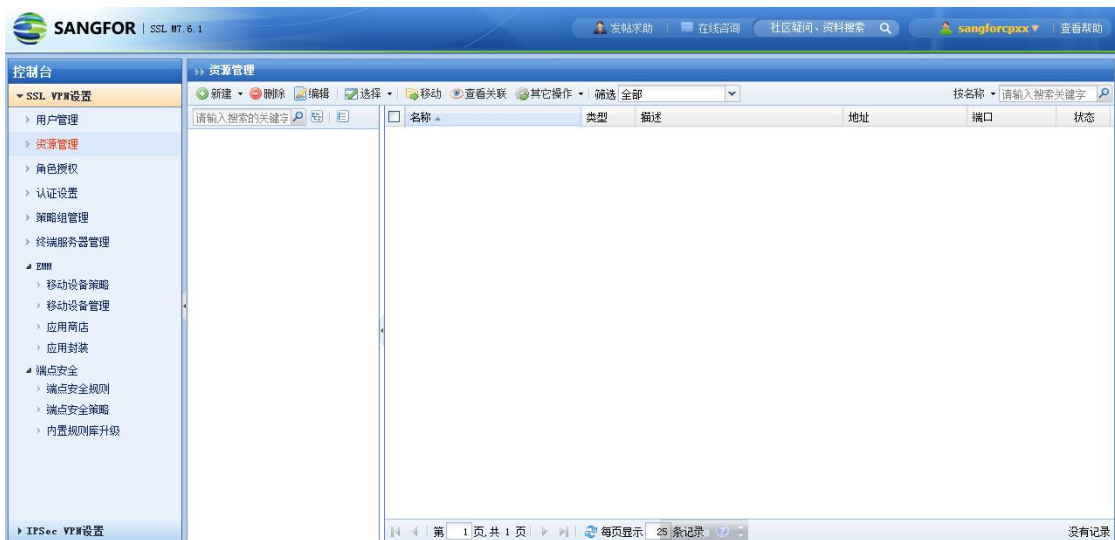 SANGFOR | SSL M7.6.1 发帖求助 在线咨询 社区疑问、资料搜索 sangforcpxx 查看帮助
控制台 资源管理
SSL VPN设置 新建 删除 编辑 选择 移动 查看关联 其它操作 筛选 全部 按名称 请输入搜索关键字
用户管理 请输入搜索的关键字 名称 类型 描述 地址 端口 状态
资源管理
角色授权
认证设置
策略组管理
终端服务器管理
EMM
移动设备策略
移动设备管理
应用商店
应用封装
端点安全
端点安全规则
端点安全策略
内置规则库升级
IPSec VPN设置 第 1 页,共 1 页 每页显示 25 条记录 没有记录